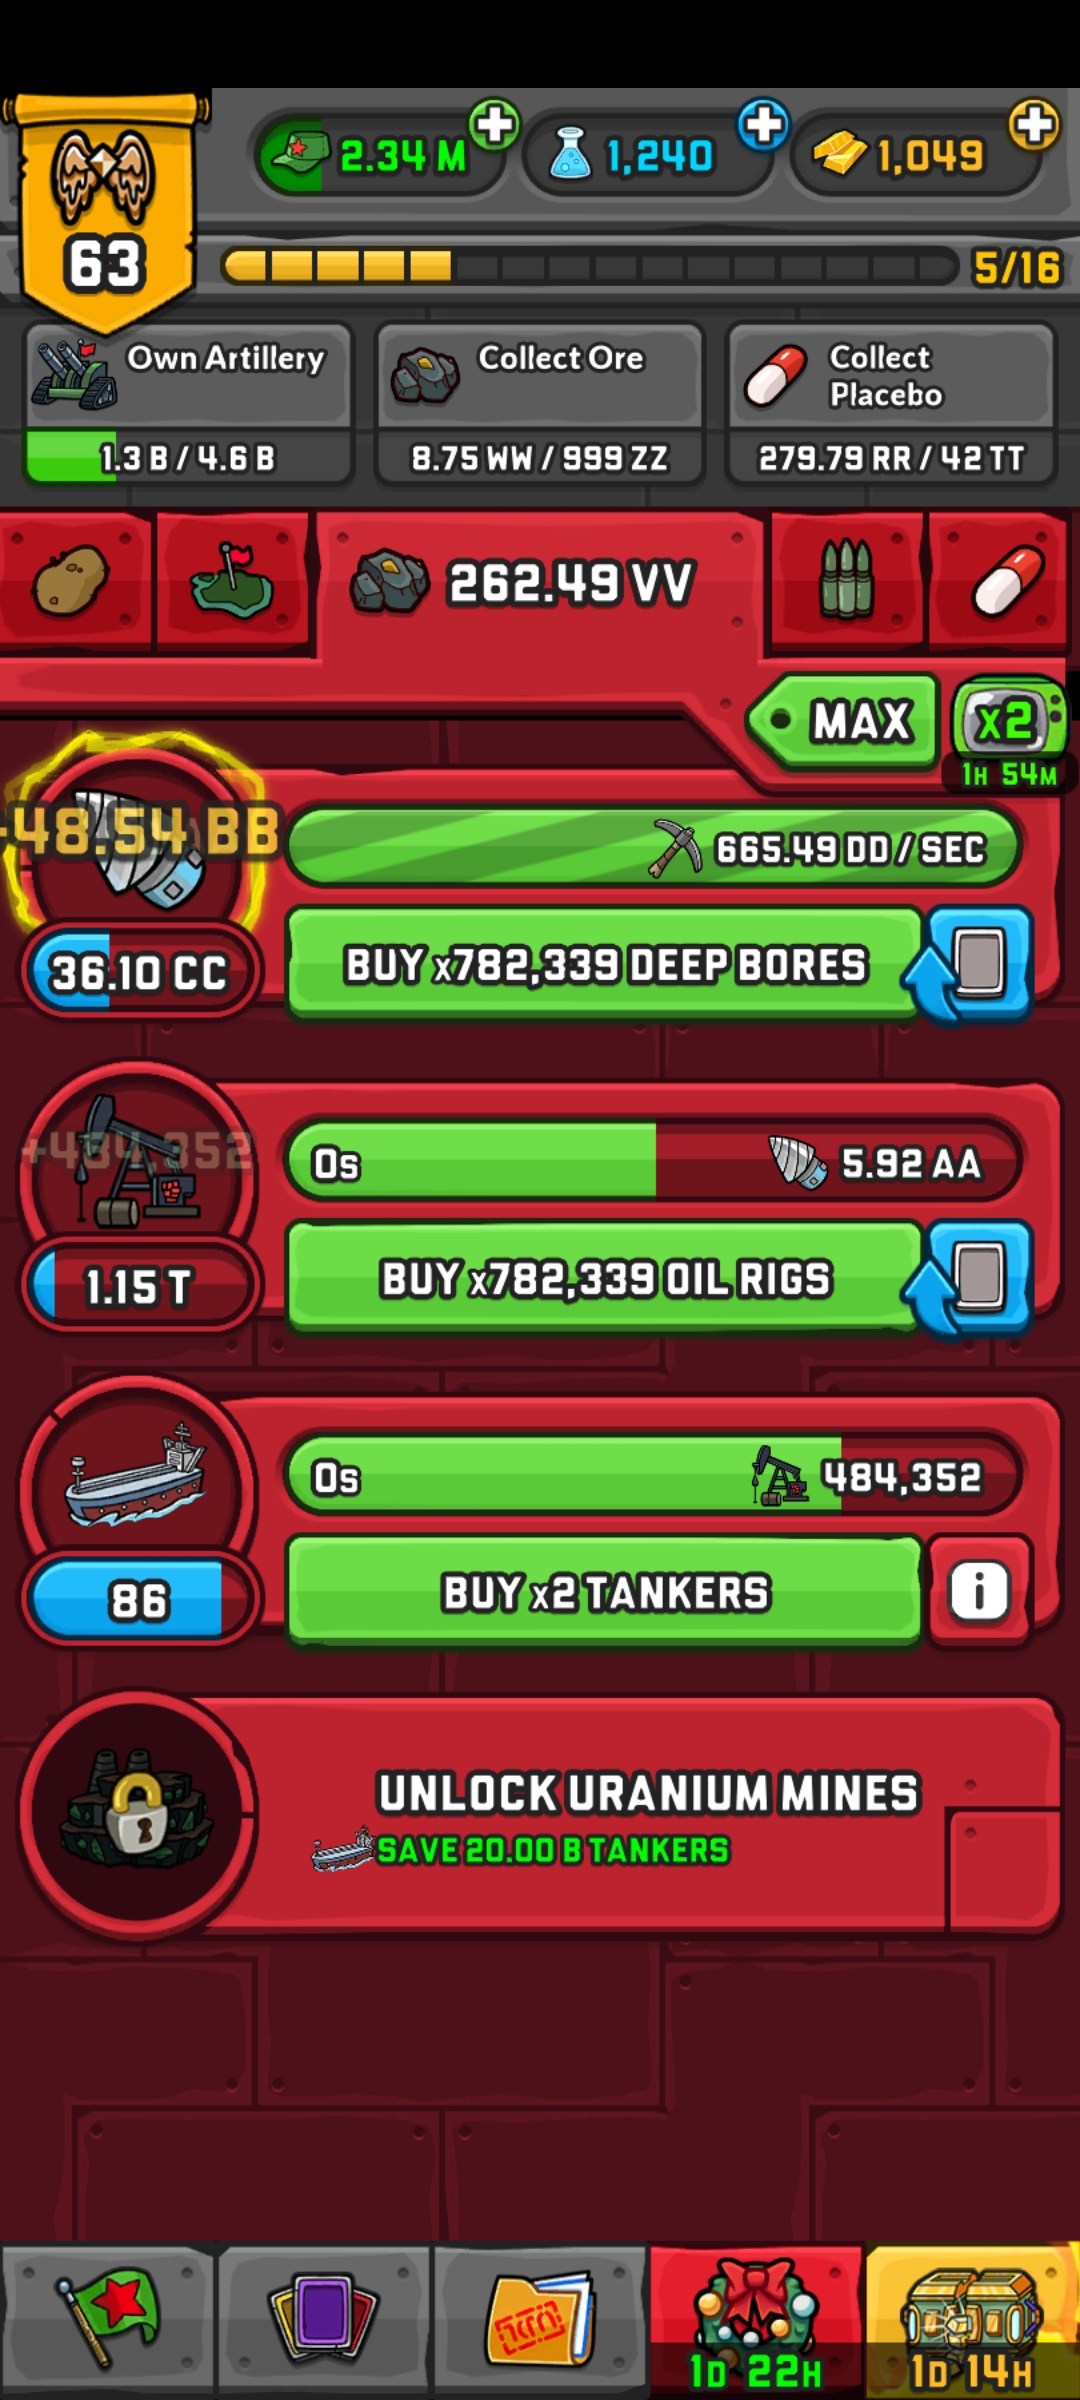 2.34 M
1,240
1,049
63
5/16
Own Artillery
1.3 B / 4.6 B
Collect Ore
8.75 WW / 999 ZZ
Collect
Placebo
279.79 RR / 42 TT
262.49 VV
MAX
x2
1H 54M
+48.54 BB
665.49 DD / SEC
36.10 CC
BUY x782,339 DEEP BORES
+484,352
0s
5.92 AA
1.15 T
BUY x782,339 OIL RIGS
0s
484,352
86
BUY x2 TANKERS
i
UNLOCK URANIUM MINES
SAVE 20.00 B TANKERS
1D 22H
1D 14H